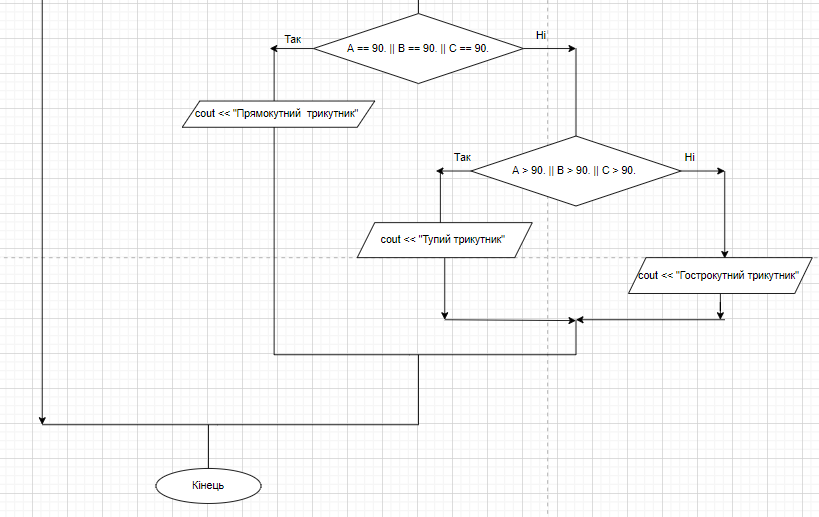 Так
A == 90. || B == 90. || C == 90.
Ні
cout << "Прямокутний трикутник"
Так
A > 90. || B > 90. || C > 90.
Ні
cout << "Тупий трикутник"
cout << "Гострокутний трикутник"
Кінець